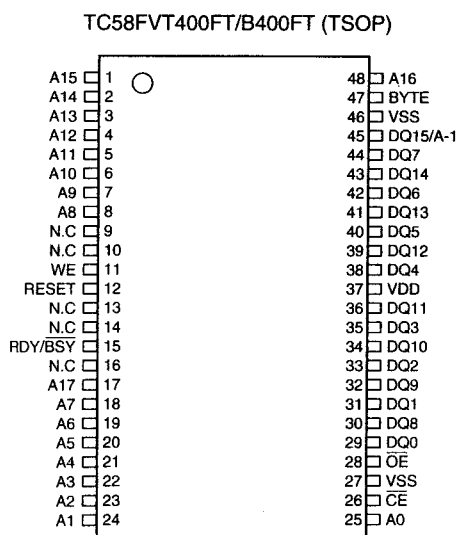 TC58FVT400FT/B400FT (TSOP)
A15 1 48 A16
A14 2 47 BYTE
A13 3 46 VSS
A12 4 45 DQ15/A-1
A11 5 44 DQ7
A10 6 43 DQ14
A9 7 42 DQ6
A8 8 41 DQ13
N.C 9 40 DQ5
N.C 10 39 DQ12
WE 11 38 DQ4
RESET 12 37 VDD
N.C 13 36 DQ11
N.C 14 35 DQ3
RDY/B̅S̅Y̅ 15 34 DQ10
N.C 16 33 DQ2
A17 17 32 DQ9
A7 18 31 DQ1
A6 19 30 DQ8
A5 20 29 DQ0
A4 21 28 O̅E̅
A3 22 27 VSS
A2 23 26 C̅E̅
A1 24 25 A0